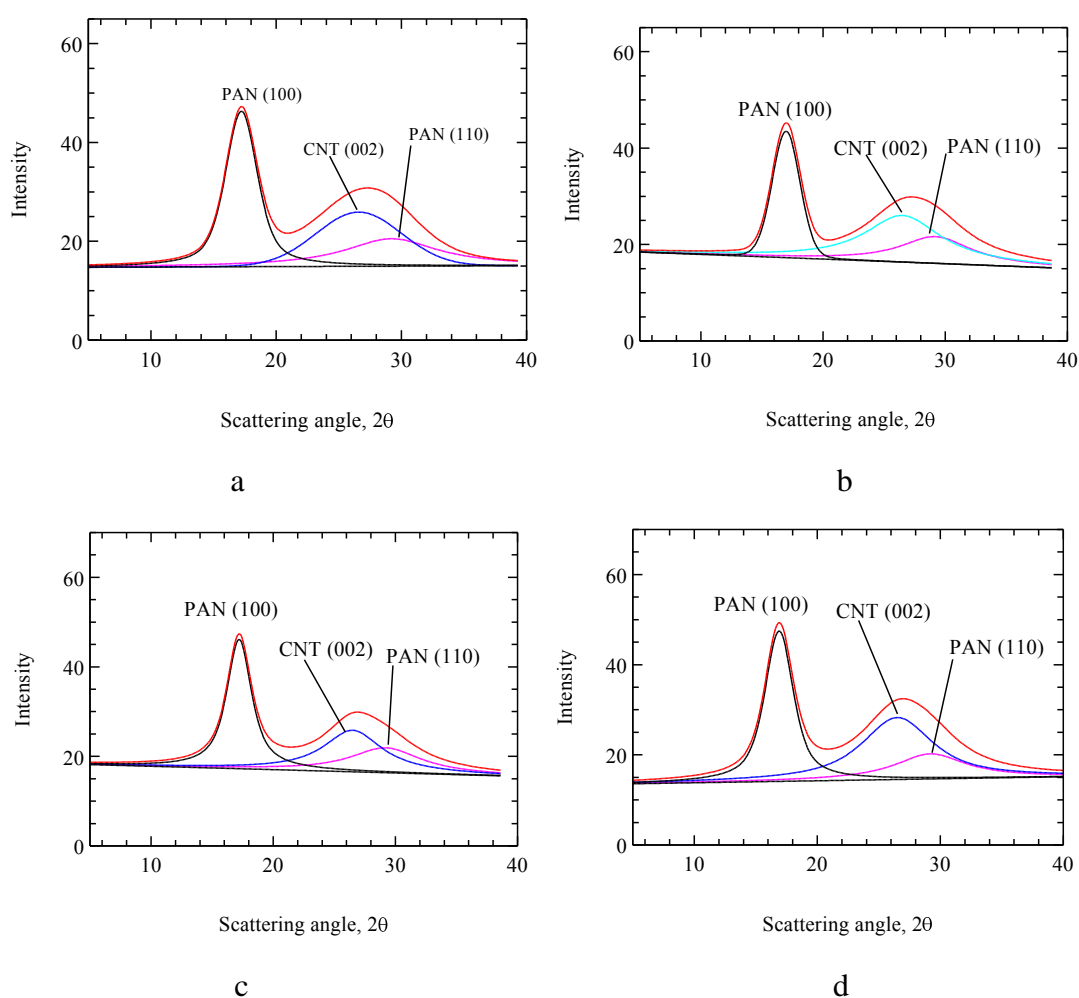 60
40
20
0
Intensity
PAN (100)
CNT (002)
PAN (110)
10
20
30
40
Scattering angle, 2θ
a
60
40
20
0
Intensity
PAN (100)
CNT (002)
PAN (110)
10
20
30
40
Scattering angle, 2θ
b
60
40
20
0
Intensity
PAN (100)
CNT (002)
PAN (110)
10
20
30
40
Scattering angle, 2θ
c
60
40
20
0
Intensity
PAN (100)
CNT (002)
PAN (110)
10
20
30
40
Scattering angle, 2θ
d